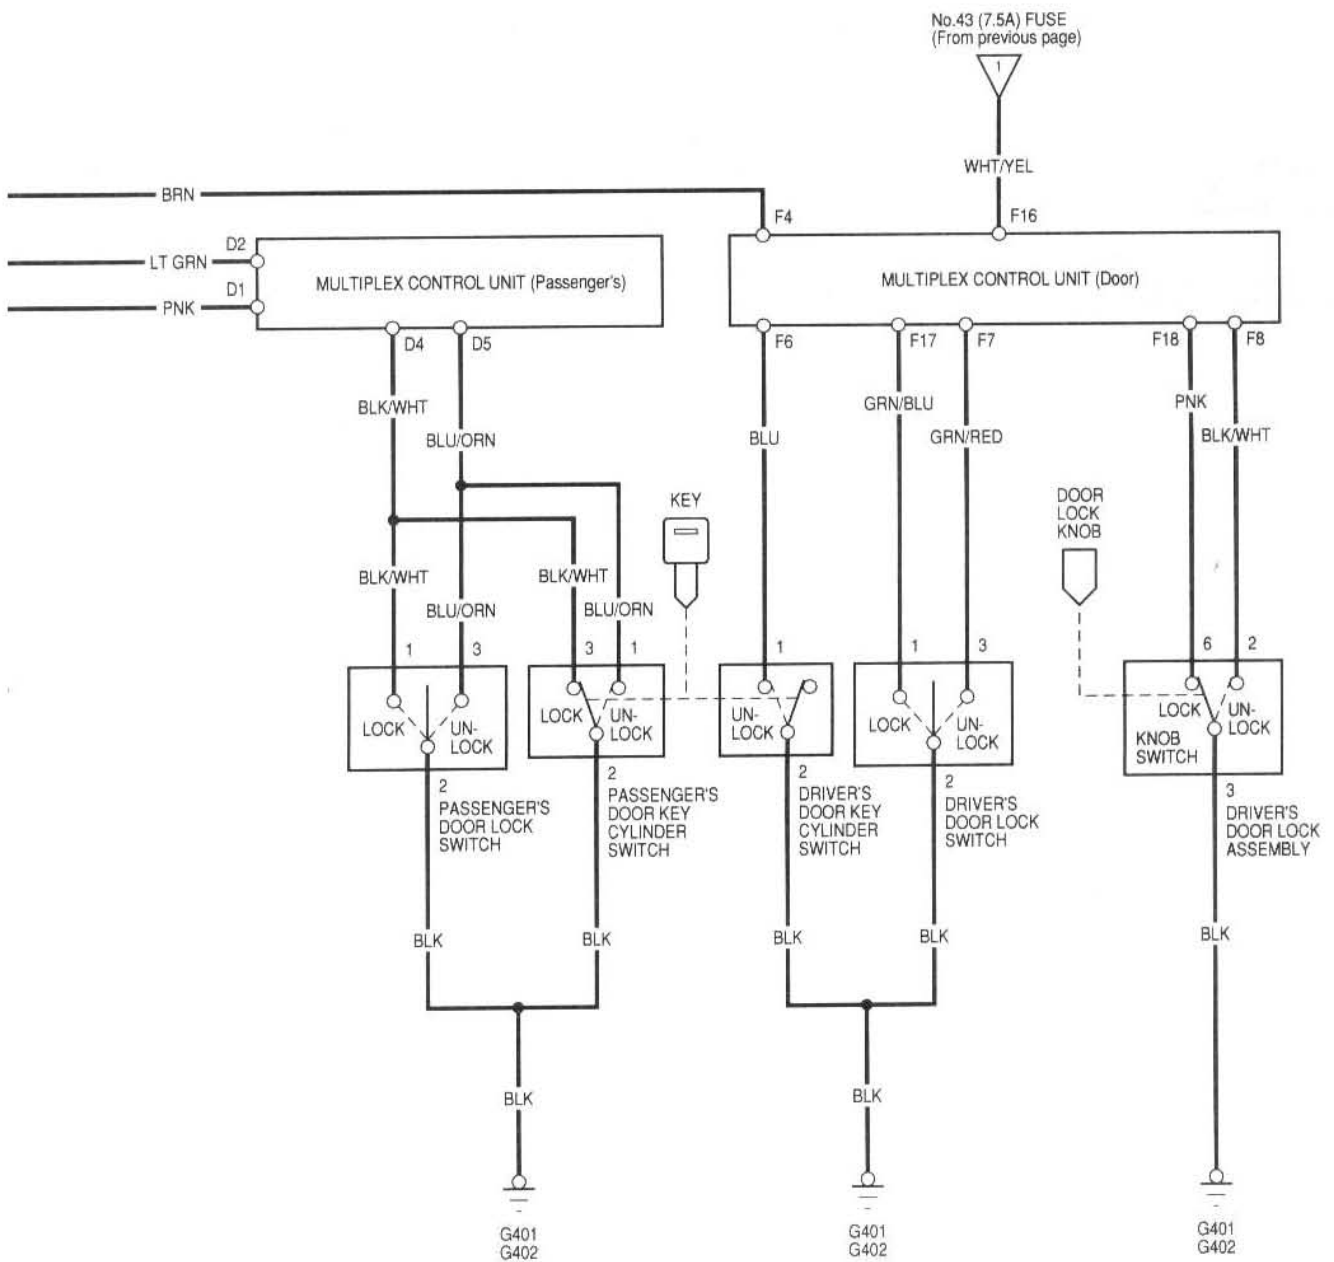 No.43 (7.5A) FUSE
(From previous page)
1
WHT/YEL
BRN
F4
F16
D2
LT GRN
D1
PNK
MULTIPLEX CONTROL UNIT (Passenger's)
MULTIPLEX CONTROL UNIT (Door)
D4
D5
F6
F17
F7
F18
F8
BLK/WHT
BLU/ORN
BLU
GRN/BLU
GRN/RED
PNK
BLK/WHT
KEY
DOOR
LOCK
KNOB
BLK/WHT
BLU/ORN
BLK/WHT
BLU/ORN
1
3
3
1
1
1
3
6
2
LOCK
UN-
LOCK
LOCK
UN-
LOCK
UN-
LOCK
LOCK
UN-
LOCK
LOCK
UN-
LOCK
KNOB
SWITCH
2
PASSENGER'S
DOOR LOCK
SWITCH
2
PASSENGER'S
DOOR KEY
CYLINDER
SWITCH
2
DRIVER'S
DOOR KEY
CYLINDER
SWITCH
2
DRIVER'S
DOOR LOCK
SWITCH
3
DRIVER'S
DOOR LOCK
ASSEMBLY
BLK
BLK
BLK
BLK
BLK
BLK
BLK
G401
G402
G401
G402
G401
G402